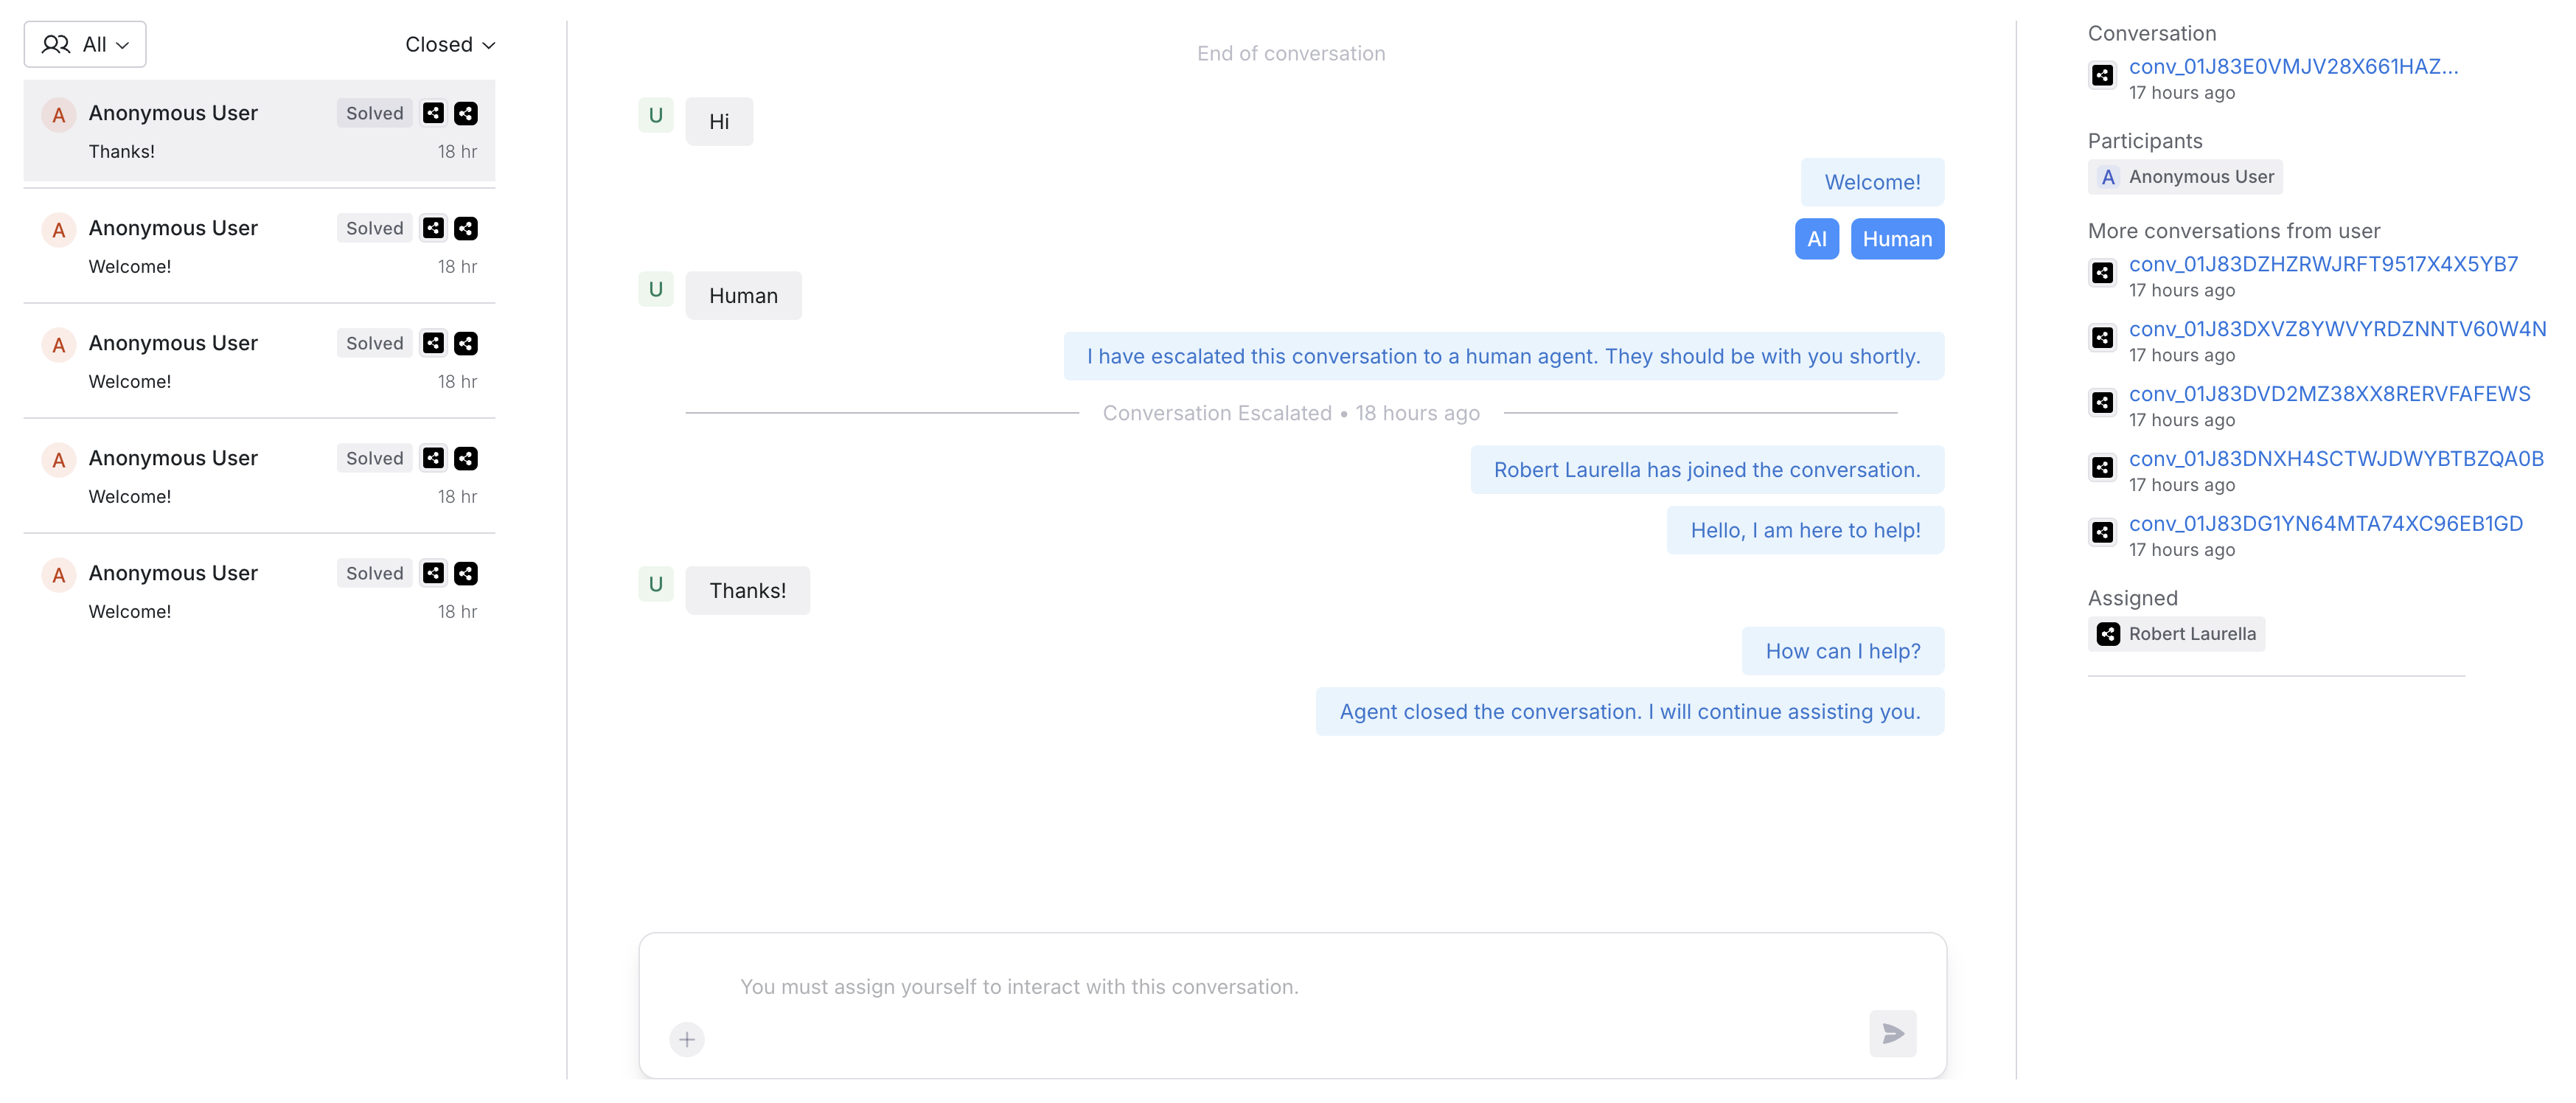 All
Closed
A
Anonymous User
Solved
Thanks!
18 hr
A
Anonymous User
Solved
Welcome!
18 hr
A
Anonymous User
Solved
Welcome!
18 hr
A
Anonymous User
Solved
Welcome!
18 hr
A
Anonymous User
Solved
Welcome!
18 hr
End of conversation
U
Hi
Welcome!
AI
Human
U
Human
I have escalated this conversation to a human agent. They should be with you shortly.
Conversation Escalated • 18 hours ago
Robert Laurella has joined the conversation.
Hello, I am here to help!
U
Thanks!
How can I help?
Agent closed the conversation. I will continue assisting you.
You must assign yourself to interact with this conversation.
Conversation
conv_01J83E0VMJV28X661HAZ...
17 hours ago
Participants
A Anonymous User
More conversations from user
conv_01J83DZHZRWJRFT9517X4X5YB7
17 hours ago
conv_01J83DXVZ8YWVYRDZNNTV60W4N
17 hours ago
conv_01J83DVD2MZ38XX8RERVFAFEWS
17 hours ago
conv_01J83DNXH4SCTWJDWYBTBZQA0B
17 hours ago
conv_01J83DG1YN64MTA74XC96EB1GD
17 hours ago
Assigned
Robert Laurella